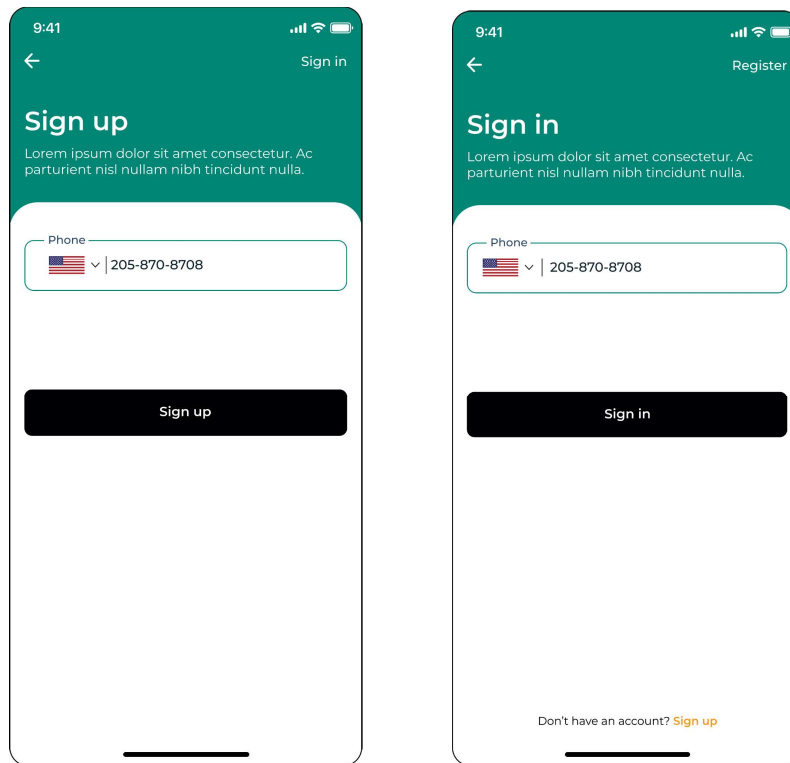 9:41
Sign in
Sign up
Lorem ipsum dolor sit amet consectetur. Ac
parturient nisl nullam nibh tincidunt nulla.
Phone
205-870-8708
Sign up
9:41
Register
Sign in
Lorem ipsum dolor sit amet consectetur. Ac
parturient nisl nullam nibh tincidunt nulla.
Phone
205-870-8708
Sign in
Don’t have an account? Sign up